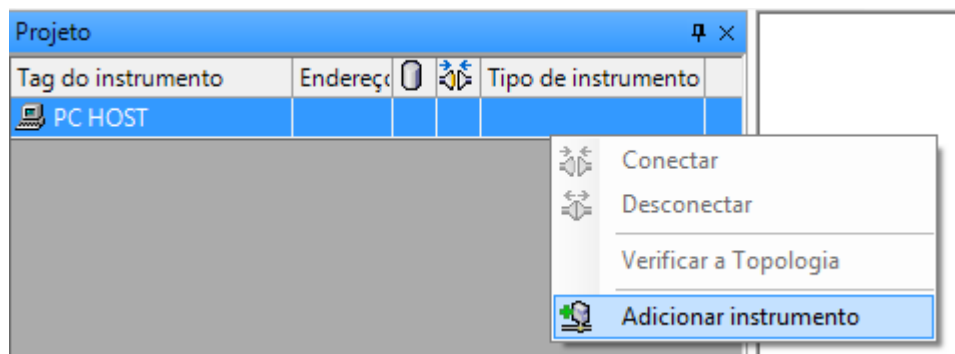 Projeto
Tag do instrumento Endereç Tipo de instrumento
PC HOST
Conectar
Desconectar
Verificar a Topologia
Adicionar instrumento